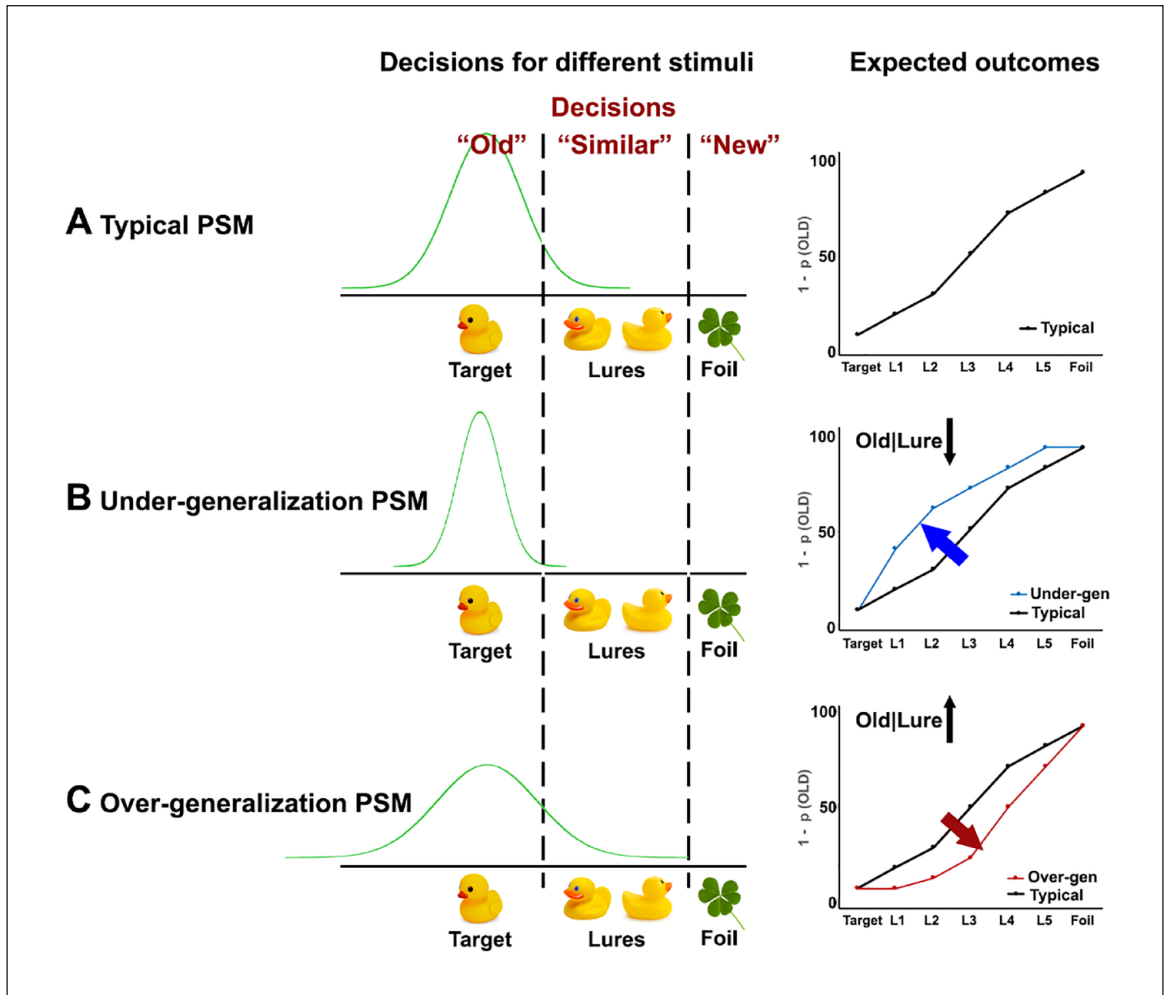 Decisions for different stimuli
Expected outcomes
Decisions
“Old”
“Similar”
“New”
A Typical PSM
Target
Lures
Foil
100
50
0
1 - p (OLD)
Typical
Target L1 L2 L3 L4 L5 Foil
B Under-generalization PSM
Target
Lures
Foil
Old|Lure
100
50
0
1 - p (OLD)
Under-gen
Typical
Target L1 L2 L3 L4 L5 Foil
C Over-generalization PSM
Target
Lures
Foil
Old|Lure
100
50
0
1 - p (OLD)
Over-gen
Typical
Target L1 L2 L3 L4 L5 Foil